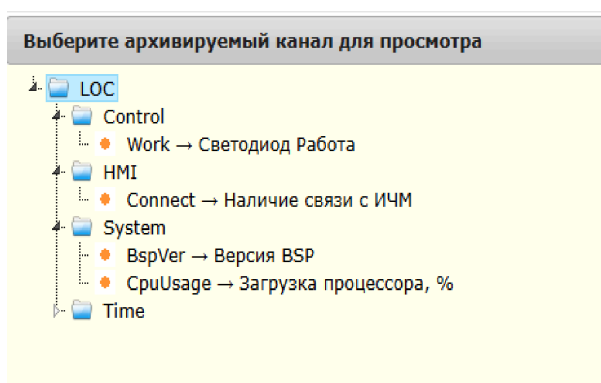 Выберите архивируемый канал для просмотра
LOC
Control
Work → Светодиод Работа
HMI
Connect → Наличие связи с ИЧМ
System
BspVer → Версия BSP
CpuUsage → Загрузка процессора, %
Time